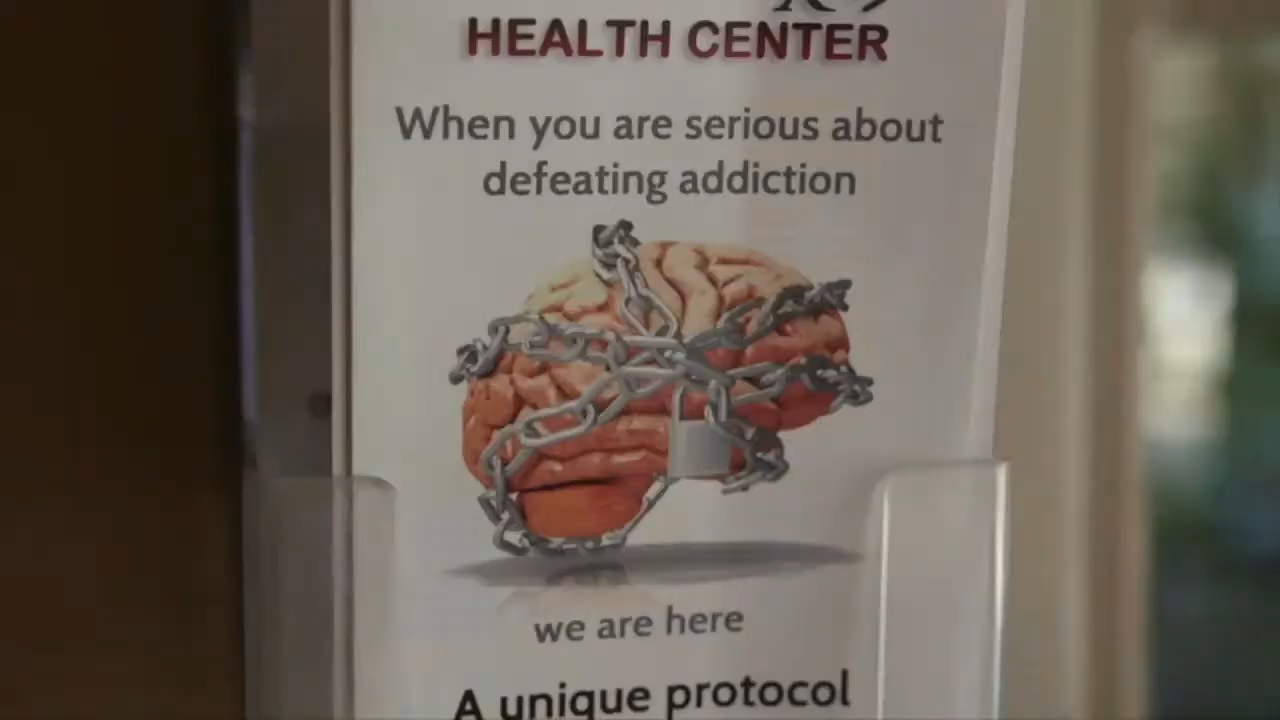 HEALTH CENTER
When you are serious about
defeating addiction
we are here
A unique protocol